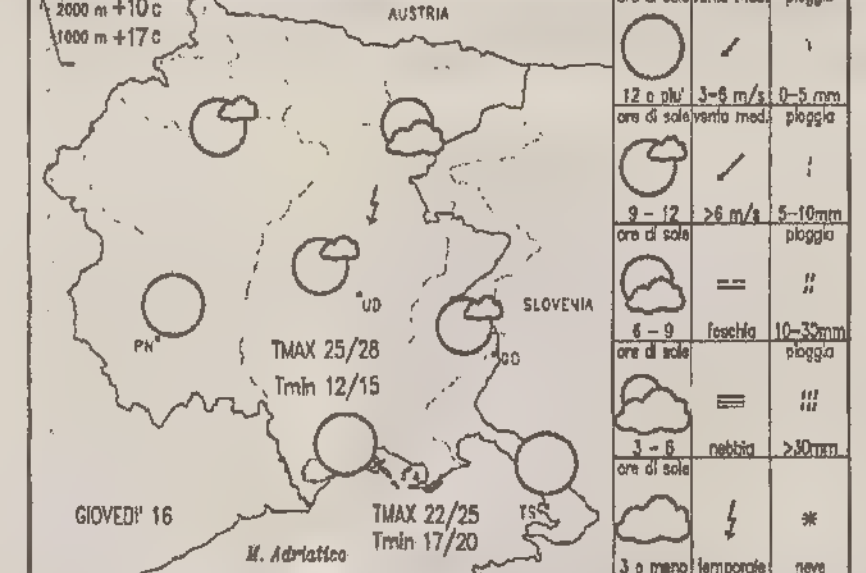 2000 m +10 c
1000 m +17 c
AUSTRIA
UD
SLOVENIA
PN
GO
TMAX 25/28
Tmin 12/15
GIOVEDI' 16
TMAX 22/25
Tmin 17/20
TS
M. Adriatico
ore di sole vento med. pioggia
12 o piu' 3-6 m/s 0-5 mm
ore di sole vento med. pioggia
9 - 12 >6 m/s 5-10mm
ore di sole pioggia
6 - 9 foschia 10-30mm
ore di sole pioggia
3 - 6 nebbia >30mm
ore di sole
3 o meno temporale neve